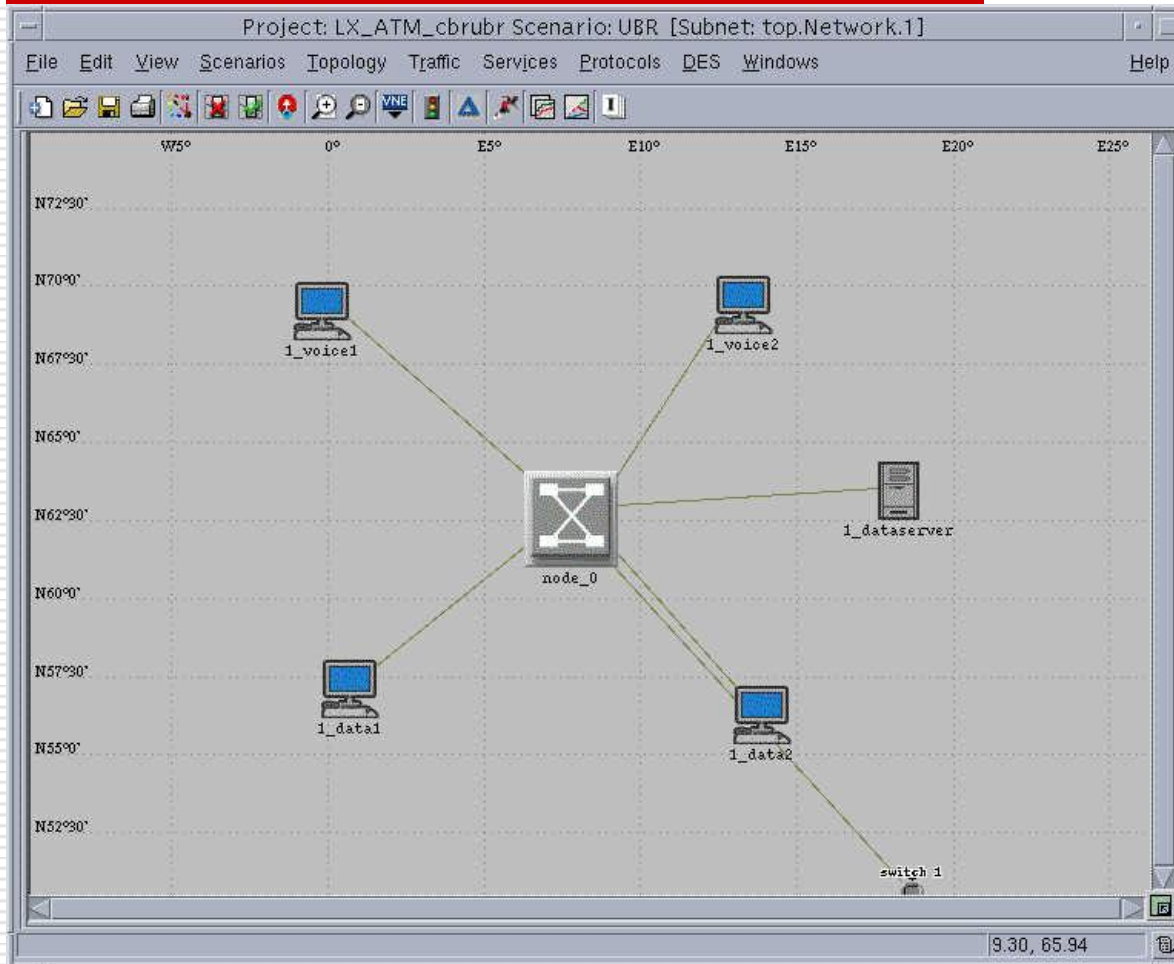 Project: LX_ATM_cbrubr Scenario: UBR [Subnet: top.Network.1]
File Edit View Scenarios Topology Traffic Services Protocols DES Windows Help
VNE
W5° 0° E5° E10° E15° E20° E25°
N72°30'
N70°0'
1_voice1
1_voice2
N67°30'
N65°0'
N62°30'
1_dataserver
node_0
N60°0'
N57°30'
1_data1
N55°0'
1_data2
N52°30'
switch 1
9.30, 65.94